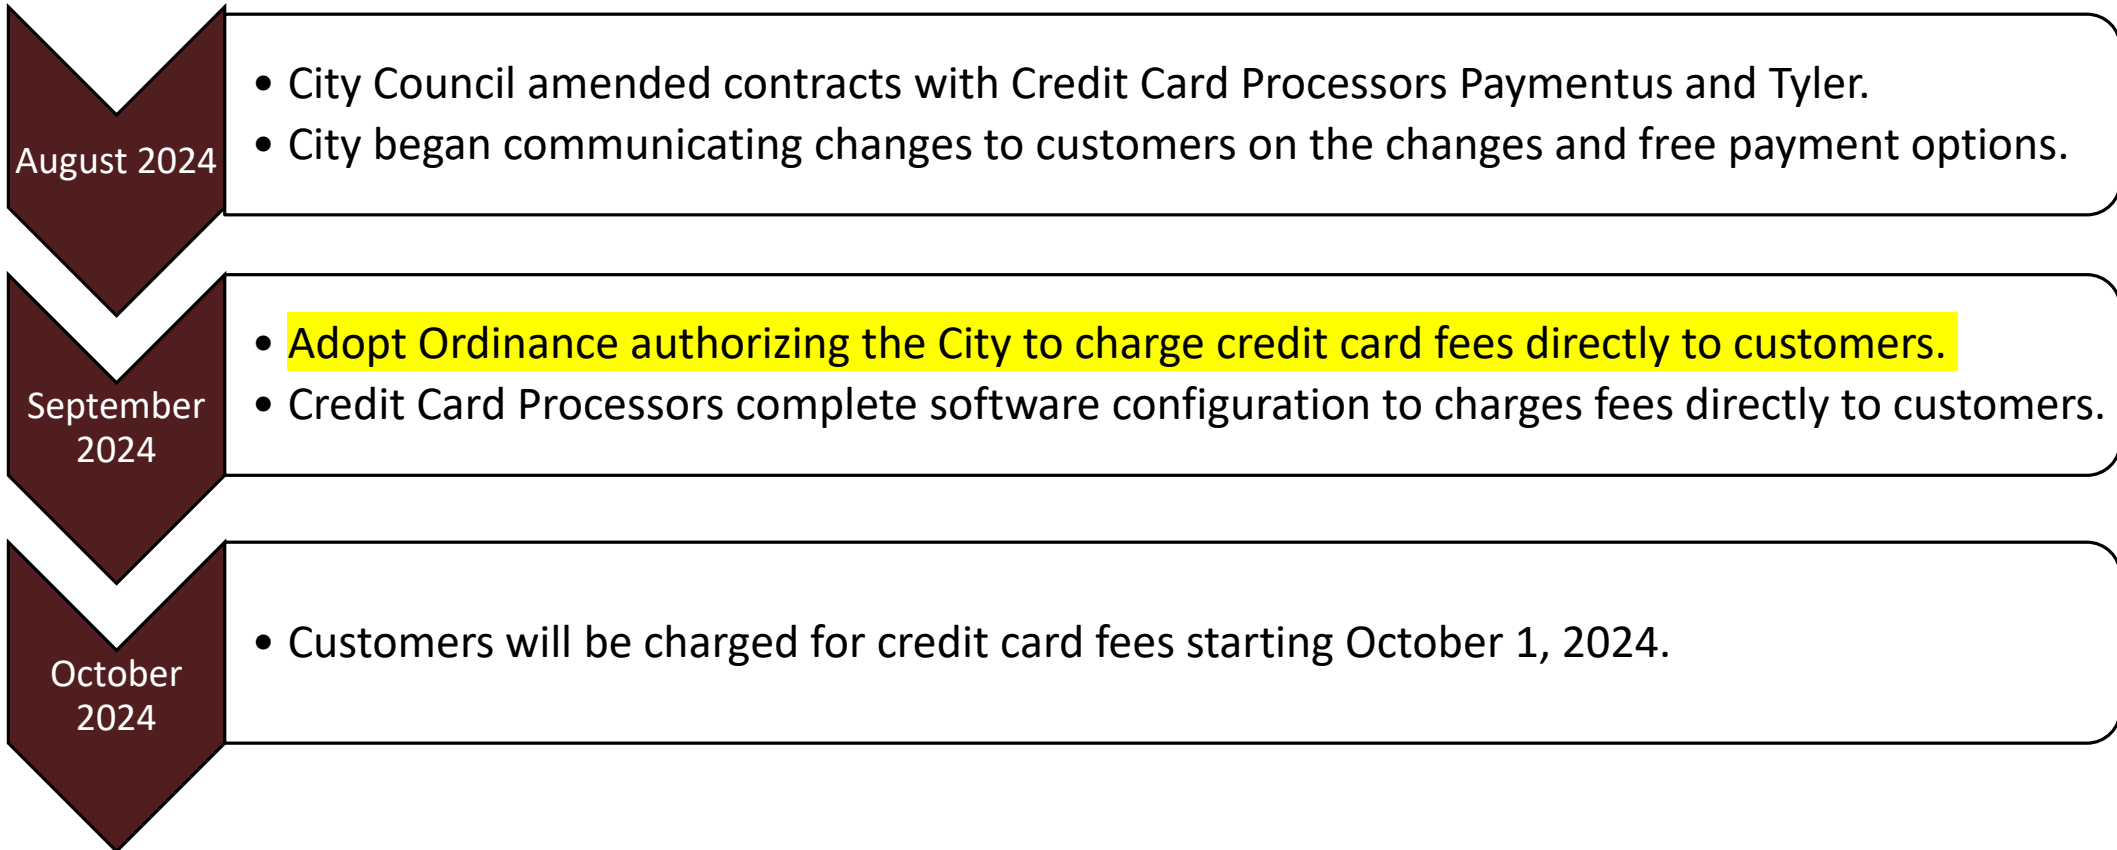 August 2024
• City Council amended contracts with Credit Card Processors Paymentus and Tyler.
• City began communicating changes to customers on the changes and free payment options.
September
2024
• Adopt Ordinance authorizing the City to charge credit card fees directly to customers.
• Credit Card Processors complete software configuration to charges fees directly to customers.
October
2024
• Customers will be charged for credit card fees starting October 1, 2024.